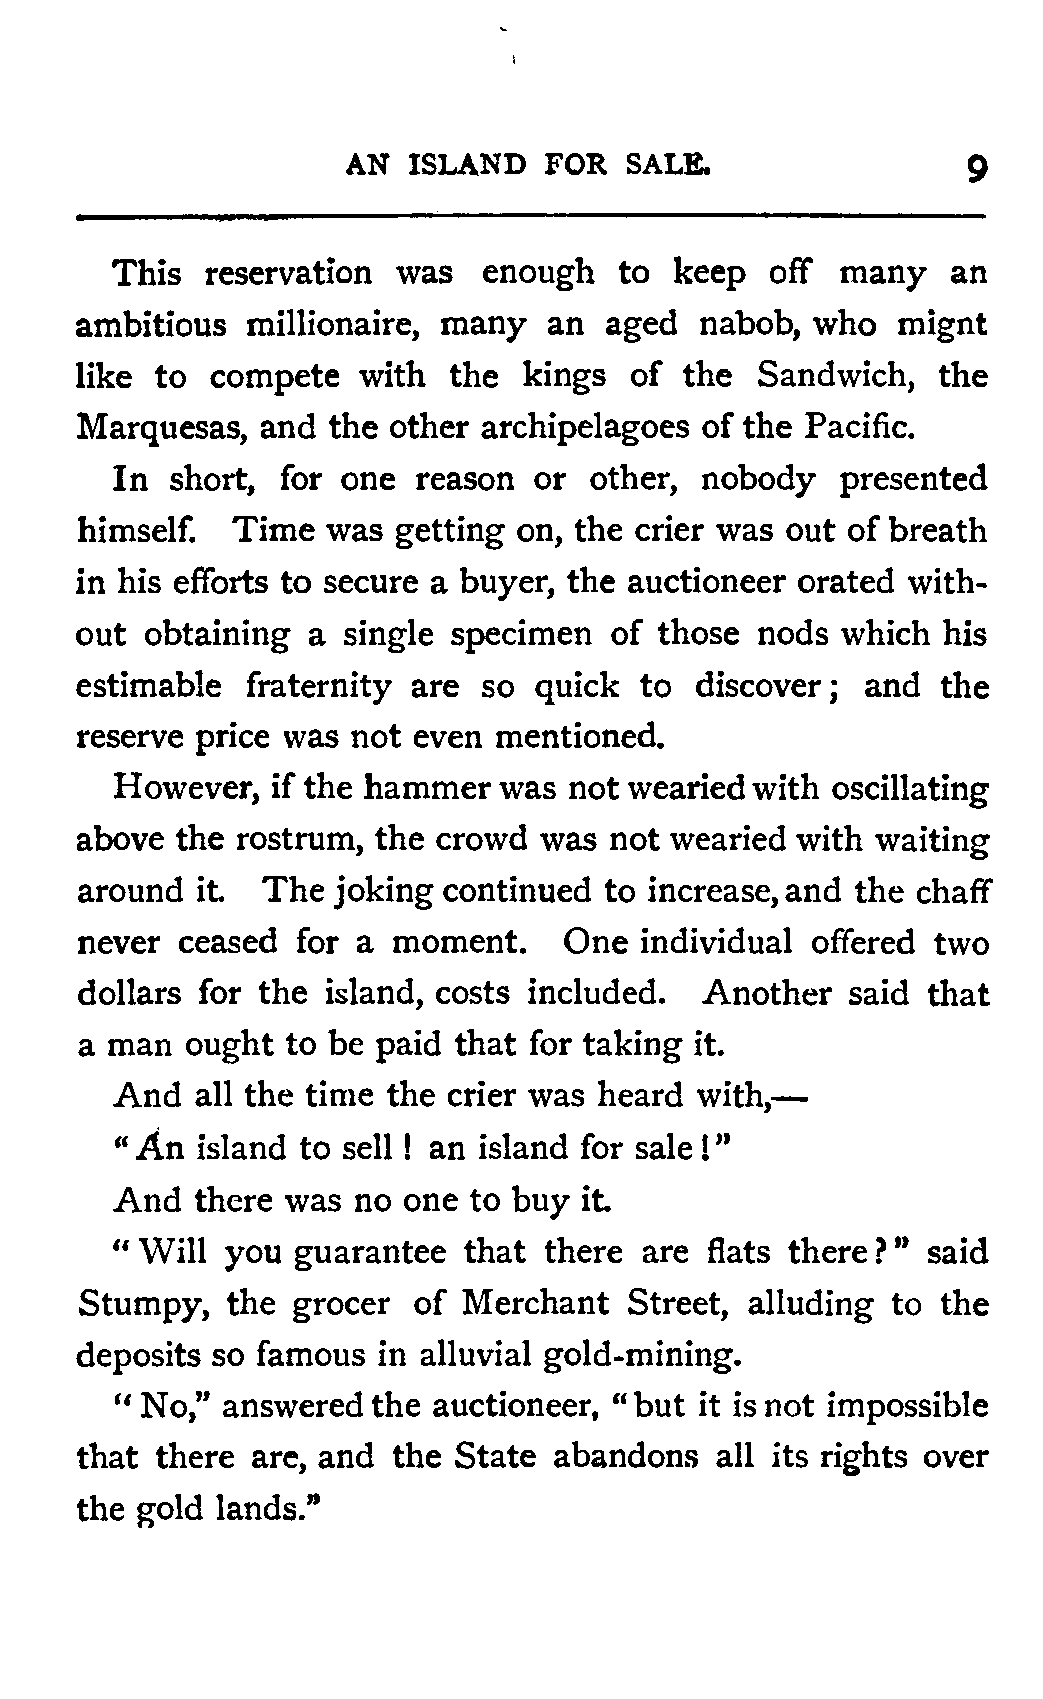 AN ISLAND FOR SALE. 9
This reservation was enough to keep off many an
ambitious millionaire, many an aged nabob, who mignt
like to compete with the kings of the Sandwich, the
Marquesas, and the other archipelagoes of the Pacific.
In short, for one reason or other, nobody presented
himself. Time was getting on, the crier was out of breath
in his efforts to secure a buyer, the auctioneer orated with-
out obtaining a single specimen of those nods which his
estimable fraternity are so quick to discover; and the
reserve price was not even mentioned.
However, if the hammer was not wearied with oscillating
above the rostrum, the crowd was not wearied with waiting
around it. The joking continued to increase, and the chaff
never ceased for a moment. One individual offered two
dollars for the island, costs included. Another said that
a man ought to be paid that for taking it.
And all the time the crier was heard with,—
"An island to sell! an island for sale!"
And there was no one to buy it.
"Will you guarantee that there are flats there?" said
Stumpy, the grocer of Merchant Street, alluding to the
deposits so famous in alluvial gold-mining.
"No," answered the auctioneer, "but it is not impossible
that there are, and the State abandons all its rights over
the gold lands."